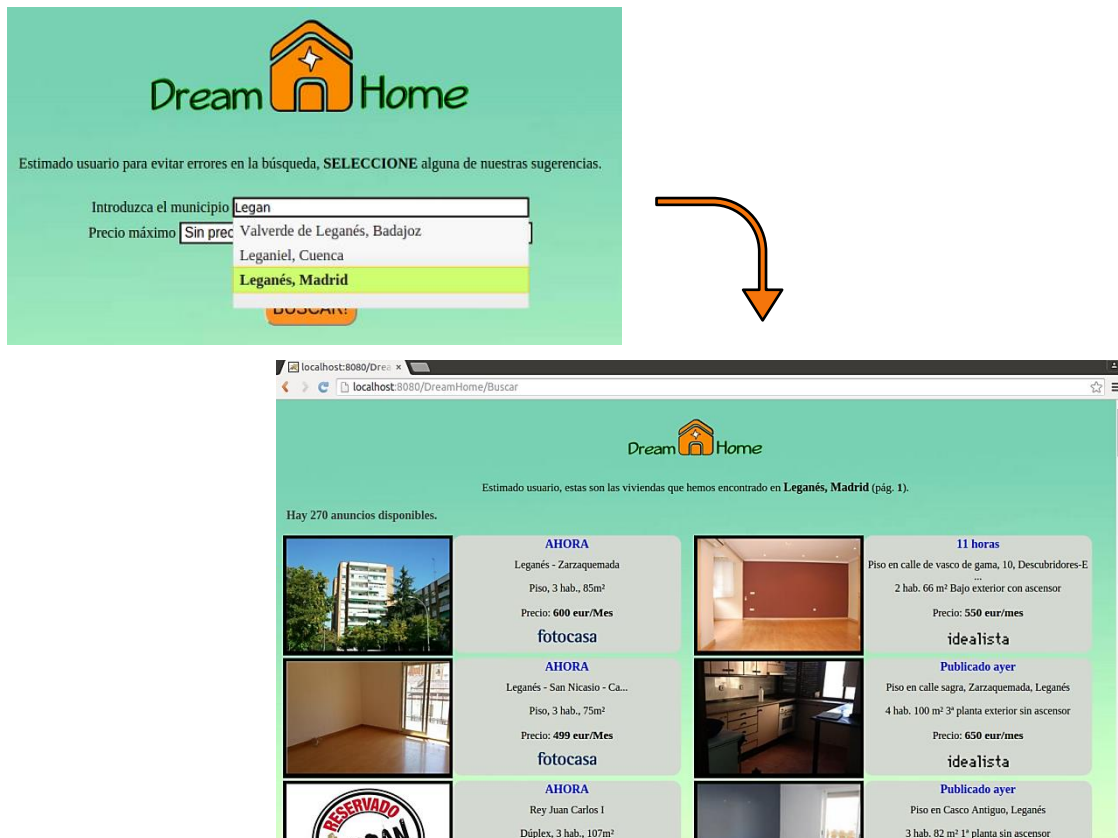 Dream Home
Estimado usuario para evitar errores en la búsqueda, SELECCIONE alguna de nuestras sugerencias.
Introduzca el municipio Legan
Precio máximo Sin prec
Valverde de Leganés, Badajoz
Leganiel, Cuenca
Leganés, Madrid
BUSCAR!
localhost:8080/Drea ×
localhost:8080/DreamHome/Buscar
Dream Home
Estimado usuario, estas son las viviendas que hemos encontrado en Leganés, Madrid (pág. 1).
Hay 270 anuncios disponibles.
AHORA
Leganés - Zarzaquemada
Piso, 3 hab., 85m²
Precio: 600 eur/Mes
fotocasa
11 horas
Piso en calle de vasco de gama, 10, Descubridores-E
...
2 hab. 66 m² Bajo exterior con ascensor
Precio: 550 eur/mes
idealista
AHORA
Leganés - San Nicasio - Ca...
Piso, 3 hab., 75m²
Precio: 499 eur/Mes
fotocasa
Publicado ayer
Piso en calle sagra, Zarzaquemada, Leganés
4 hab. 100 m² 3ª planta exterior sin ascensor
Precio: 650 eur/mes
idealista
RESERVADO
AHORA
Rey Juan Carlos I
Dúplex, 3 hab., 107m²
Publicado ayer
Piso en Casco Antiguo, Leganés
3 hab. 82 m² 1ª planta sin ascensor